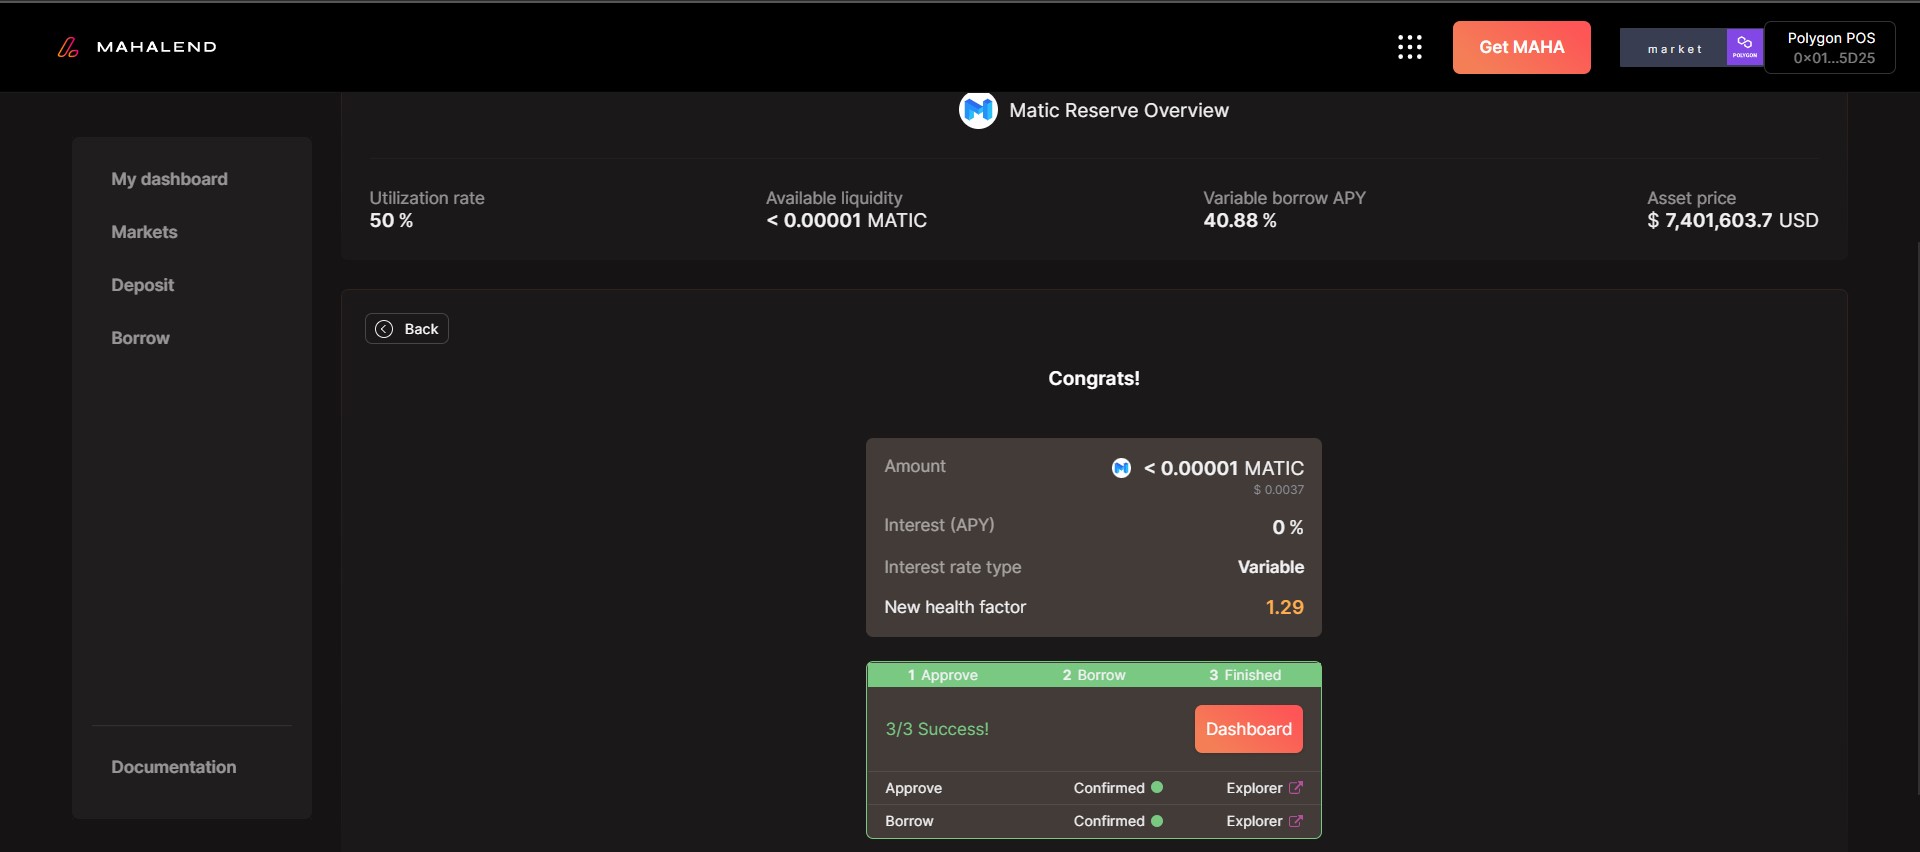 MAHALEND
Get MAHA
market
POLYGON
Polygon POS
0x01...5D25
My dashboard
Markets
Deposit
Borrow
Documentation
Matic Reserve Overview
Utilization rate
50 %
Available liquidity
< 0.00001 MATIC
Variable borrow APY
40.88 %
Asset price
$ 7,401,603.7 USD
Back
Congrats!
Amount
< 0.00001 MATIC
$ 0.0037
Interest (APY)
0 %
Interest rate type
Variable
New health factor
1.29
1 Approve 2 Borrow 3 Finished
3/3 Success!
Dashboard
Approve Confirmed Explorer
Borrow Confirmed Explorer